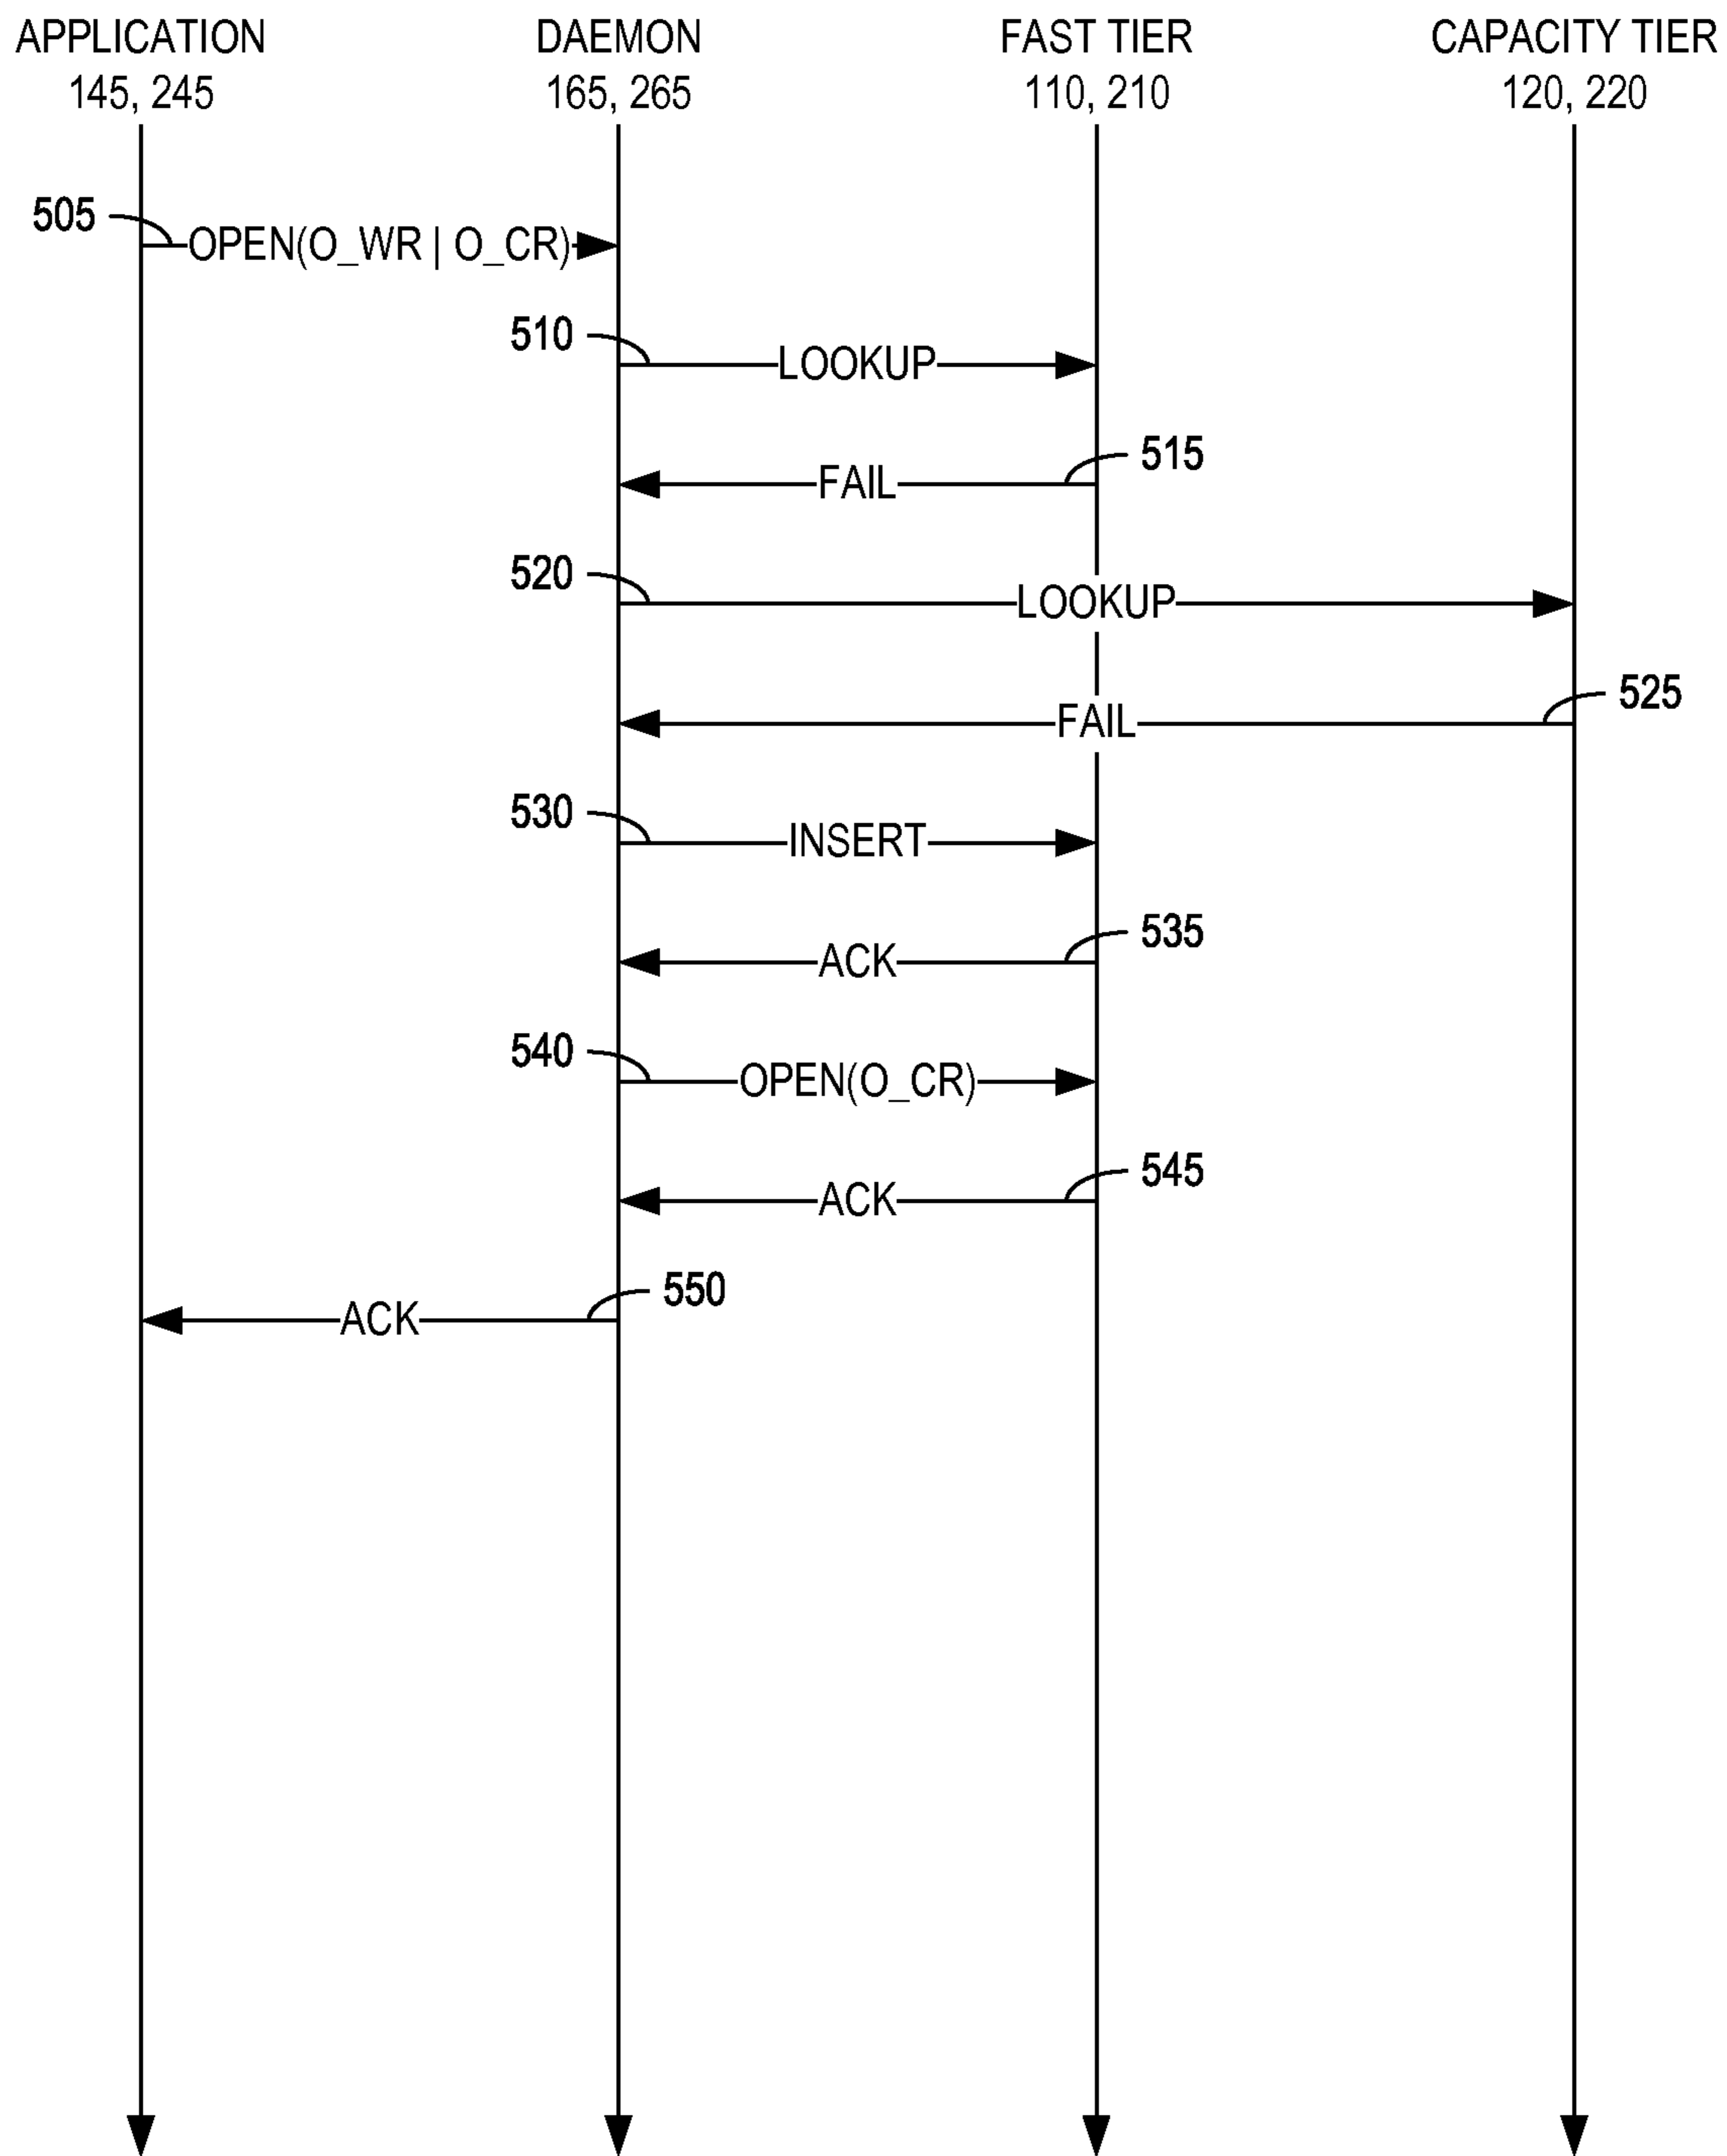 APPLICATION DAEMON FAST TIER CAPACITY TIER
145, 245 165, 265 110, 210 120, 220
505
OPEN(O_WR | O_CR)
510
LOOKUP
515
FAIL
520
LOOKUP
525
FAIL
530
INSERT
535
ACK
540
OPEN(O_CR)
545
ACK
550
ACK